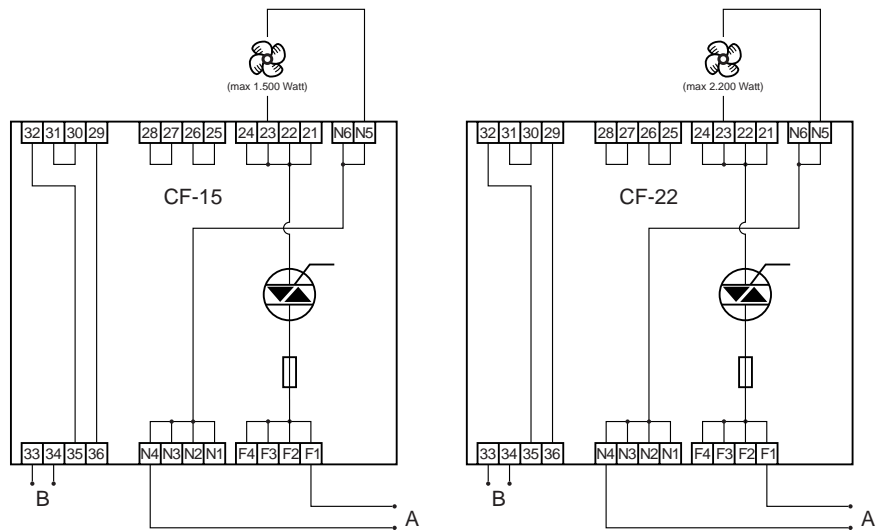 (max 1.500 Watt)
32 31 30 29 28 27 26 25 24 23 22 21 N6 N5
CF-15
33 34 35 36 N4 N3 N2 N1 F4 F3 F2 F1
B
A
(max 2.200 Watt)
32 31 30 29 28 27 26 25 24 23 22 21 N6 N5
CF-22
33 34 35 36 N4 N3 N2 N1 F4 F3 F2 F1
B
A